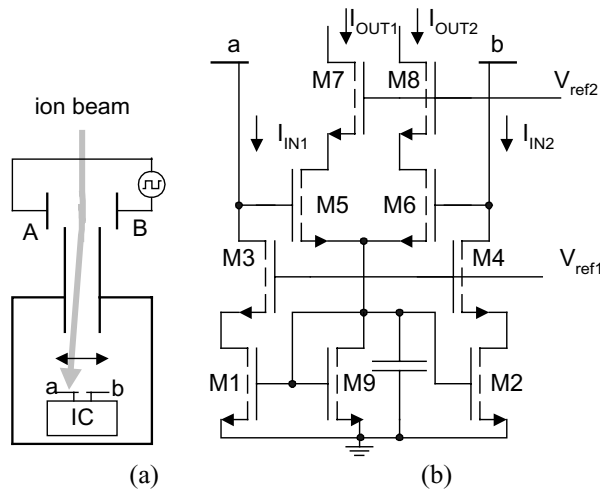 ion beam
A
B
a
b
IC
(a)
I_OUT1
I_OUT2
a
b
M7
M8
V_ref2
I_IN1
I_IN2
M5
M6
M3
M4
V_ref1
M1
M9
M2
(b)